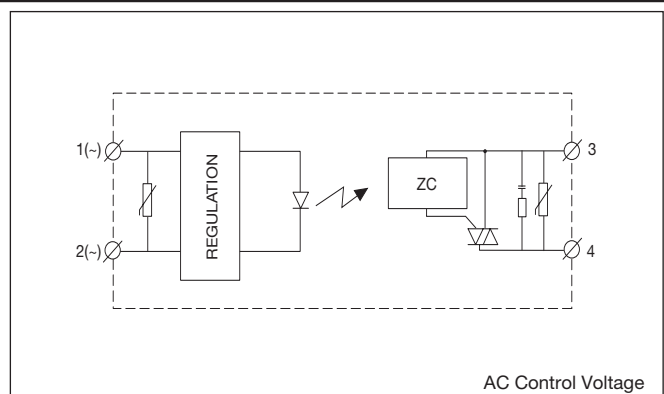 1(~)
2(~)
REGULATION
ZC
3
4
AC Control Voltage